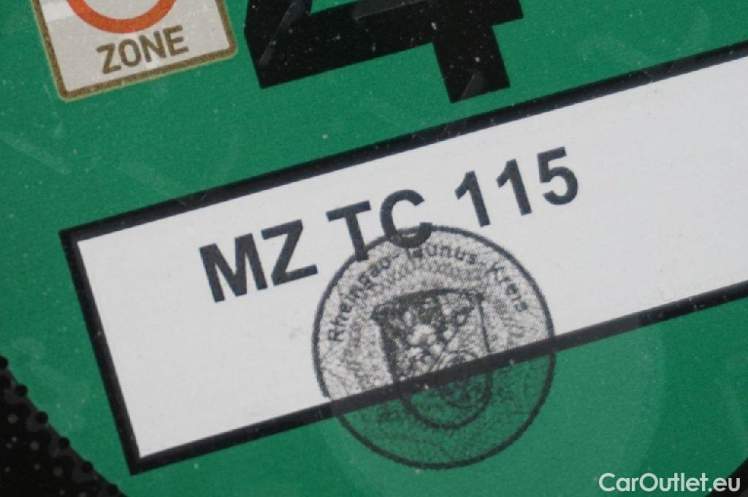 ZONE
4
MZ TC 115
Rheingau-Taunus-Kreis
CarOutlet.eu